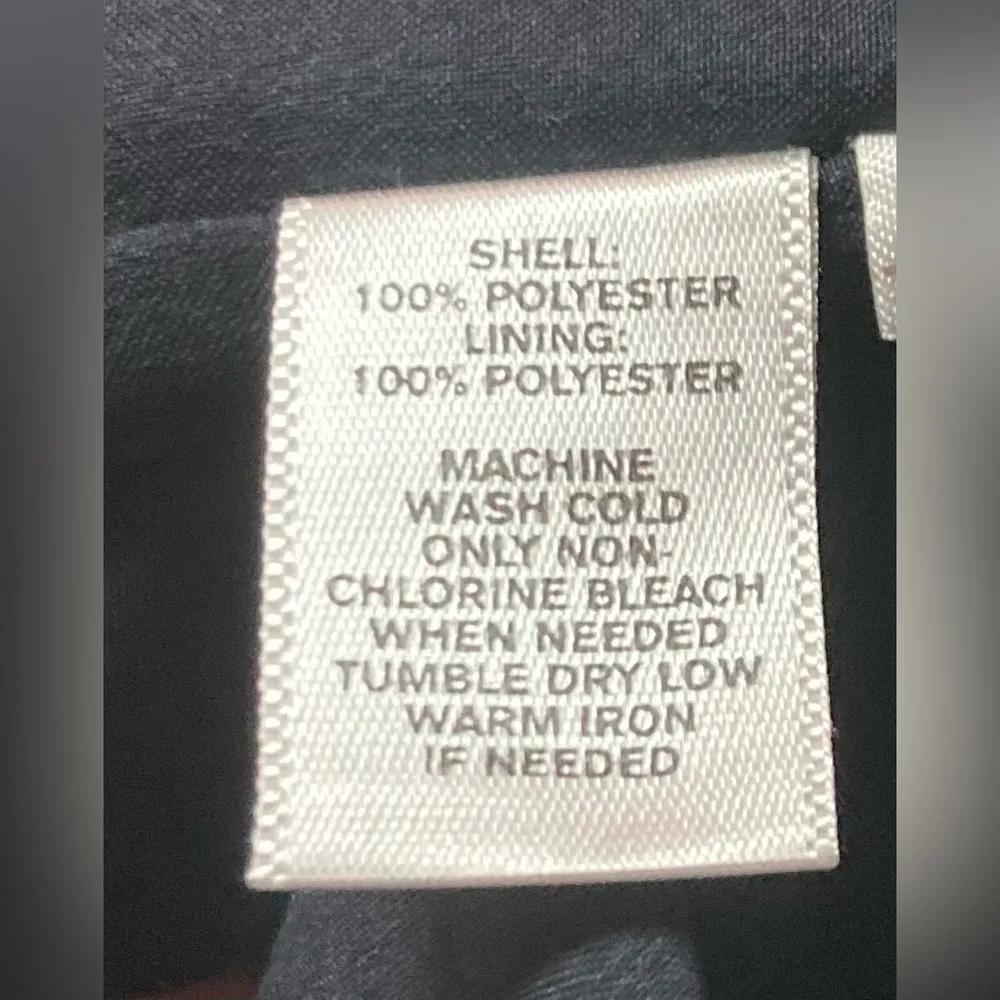 SHELL:
100% POLYESTER
LINING:
100% POLYESTER
MACHINE
WASH COLD
ONLY NON-
CHLORINE BLEACH
WHEN NEEDED
TUMBLE DRY LOW
WARM IRON
IF NEEDED